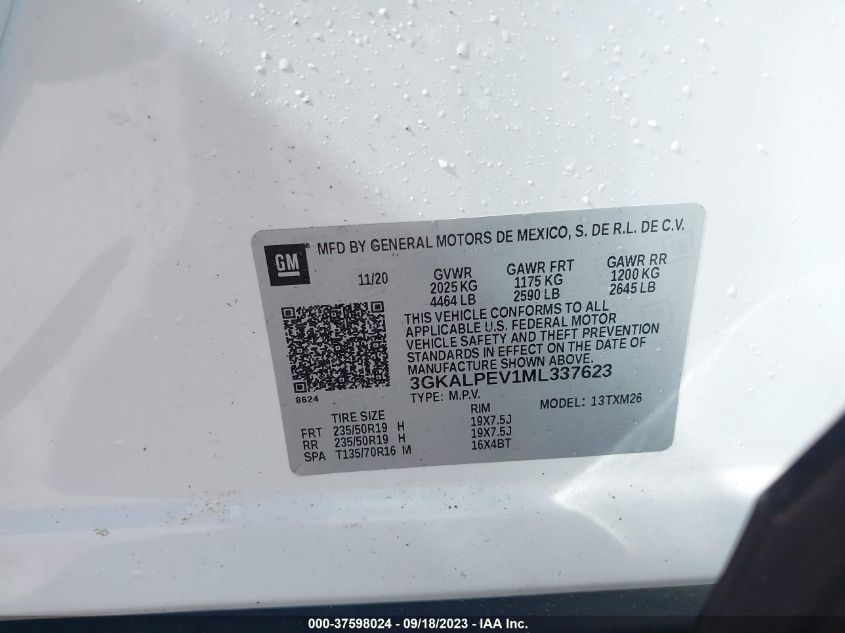 GM ® MFD BY GENERAL MOTORS DE MEXICO, S. DE R.L. DE C.V.
11/20 GVWR GAWR FRT GAWR RR
2025 KG 1175 KG 1200 KG
4464 LB 2590 LB 2645 LB
THIS VEHICLE CONFORMS TO ALL
APPLICABLE U.S. FEDERAL MOTOR
VEHICLE SAFETY AND THEFT PREVENTION
STANDARDS IN EFFECT ON THE DATE OF
MANUFACTURE SHOWN ABOVE.
3GKALPEV1ML337623
8624 TYPE: M.P.V. MODEL: 13TXM26
TIRE SIZE RIM
FRT 235/50R19 H 19X7.5J
RR 235/50R19 H 19X7.5J
SPA T135/70R16 M 16X4BT
000-37598024 - 09/18/2023 - IAA Inc.